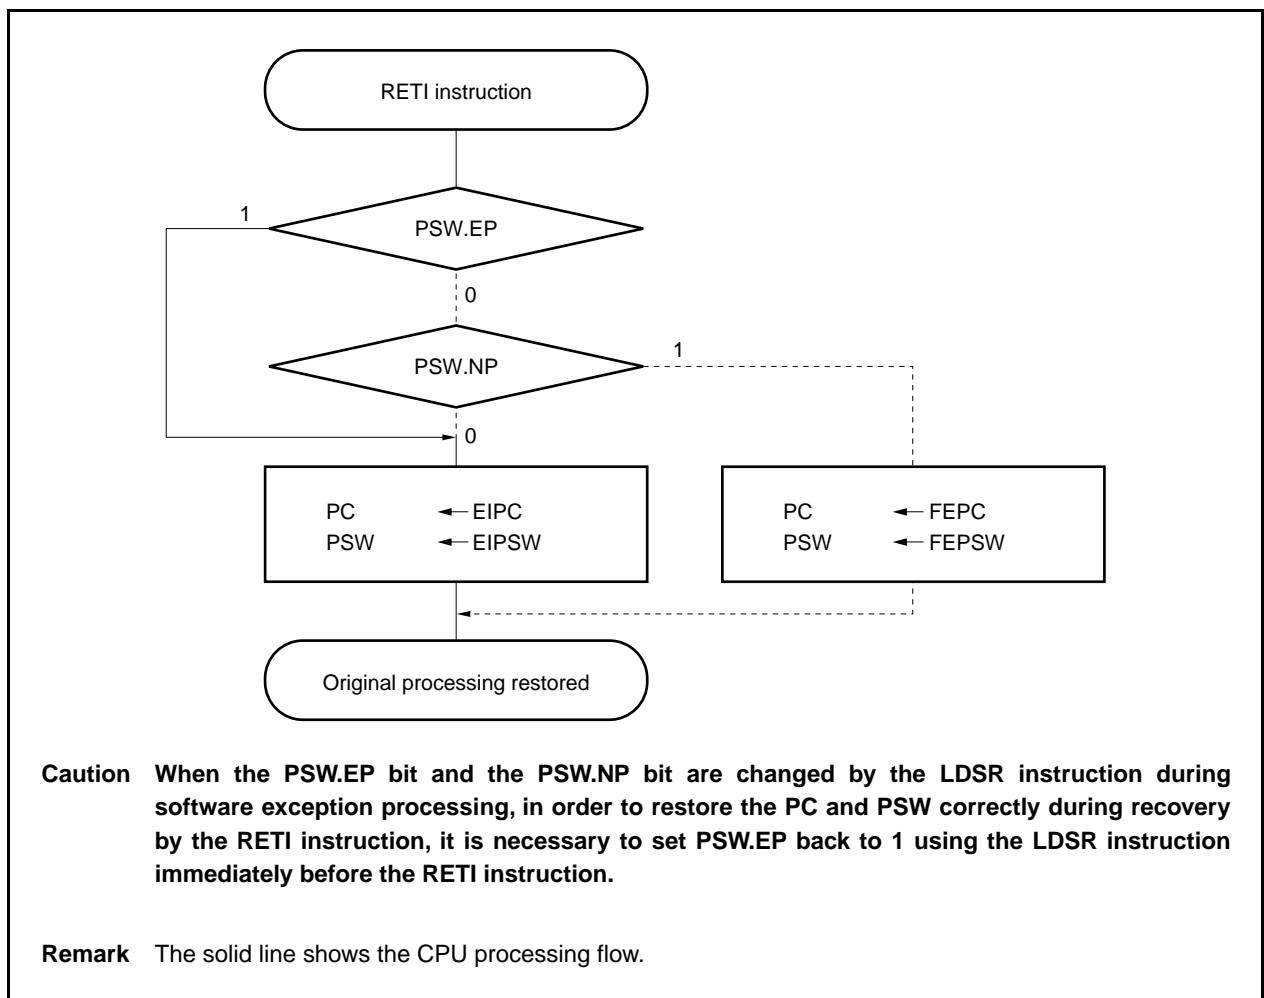 RETI instruction
1
PSW.EP
0
1
PSW.NP
0
PC ← EIPC
PSW ← EIPSW
PC ← FEPC
PSW ← FEPSW
Original processing restored
Caution When the PSW.EP bit and the PSW.NP bit are changed by the LDSR instruction during
software exception processing, in order to restore the PC and PSW correctly during recovery
by the RETI instruction, it is necessary to set PSW.EP back to 1 using the LDSR instruction
immediately before the RETI instruction.
Remark The solid line shows the CPU processing flow.